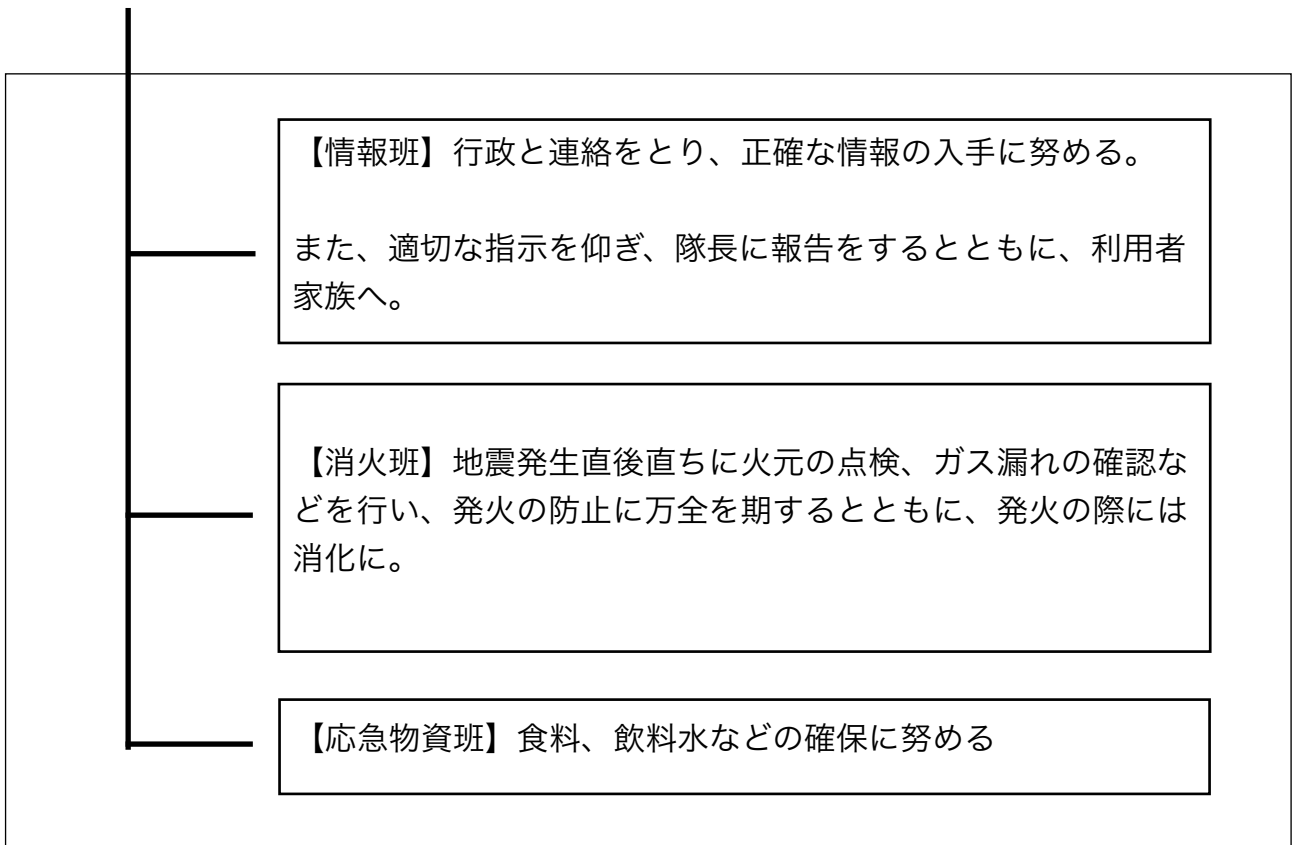 【情報班】行政と連絡をとり、正確な情報の入手に努める。
また、適切な指示を仰ぎ、隊長に報告をするとともに、利用者
家族へ。
【消火班】地震発生直後直ちに火元の点検、ガス漏れの確認な
どを行い、発火の防止に万全を期するとともに、発火の際には
消化に。
【応急物資班】食料、飲料水などの確保に努める